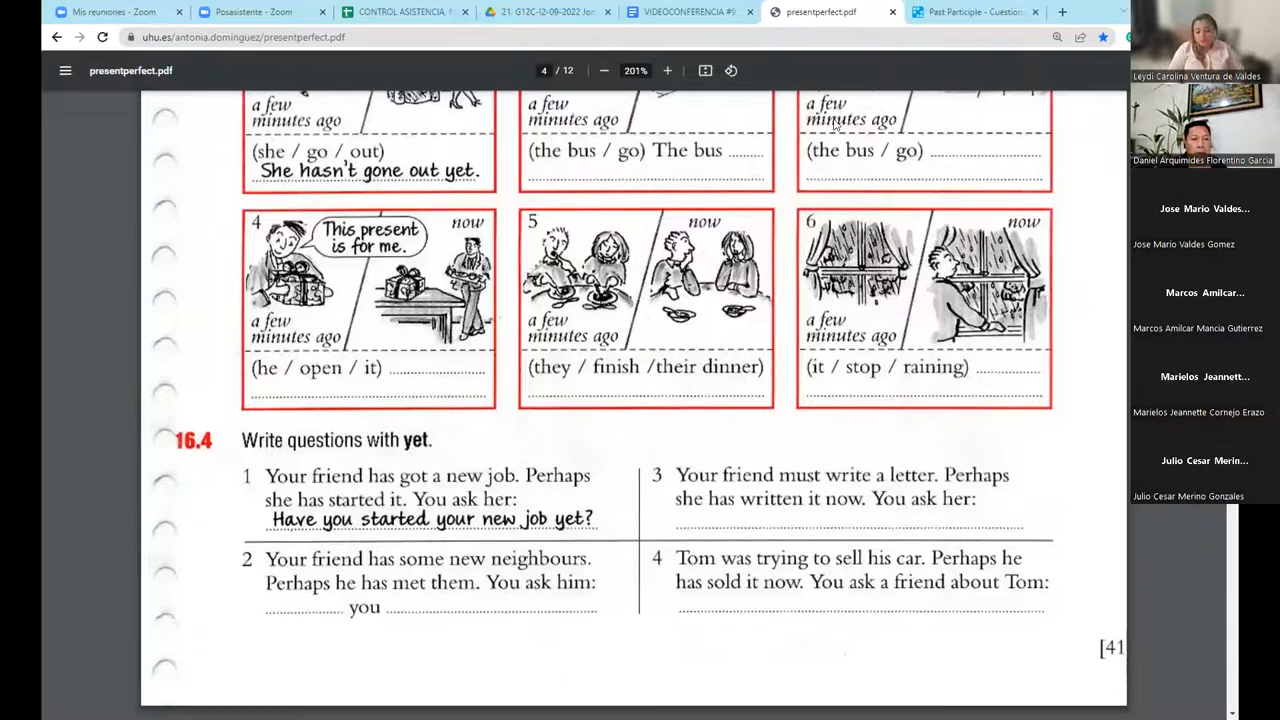 Mis reuniones - Zoom
Posasistente - Zoom
CONTROL ASISTENCIA,
21. G12C-I2-09-2022 Jon
VIDEOCONFERENCIA #9
presentperfect.pdf
Past Participle - Cuestion
uhu.es/antonia.dominguez/presentperfect.pdf
presentperfect.pdf
4 / 12
201%
a few
minutes ago
(she / go / out)
She hasn't gone out yet.
a few
minutes ago
(the bus / go) The bus ..........
a few
minutes ago
(the bus / go) ..............................
4
This present
is for me.
now
a few
minutes ago
(he / open / it) ..........................
5
now
a few
minutes ago
(they / finish /their dinner)
6
now
a few
minutes ago
(it / stop / raining) .................
16.4 Write questions with yet.
1 Your friend has got a new job. Perhaps
she has started it. You ask her:
Have you started your new job yet?
2 Your friend has some new neighbours.
Perhaps he has met them. You ask him:
.................... you ......................................................
3 Your friend must write a letter. Perhaps
she has written it now. You ask her:
4 Tom was trying to sell his car. Perhaps he
has sold it now. You ask a friend about Tom:
[41
Leydi Carolina Ventura de Valdes
Daniel Arquimides Florentino Garcia
Jose Mario Valdes...
Jose Mario Valdes Gomez
Marcos Amilcar...
Marcos Amilcar Mancia Gutierrez
Marielos Jeannett...
Marielos Jeannette Cornejo Erazo
Julio Cesar Merin...
Julio Cesar Merino Gonzales